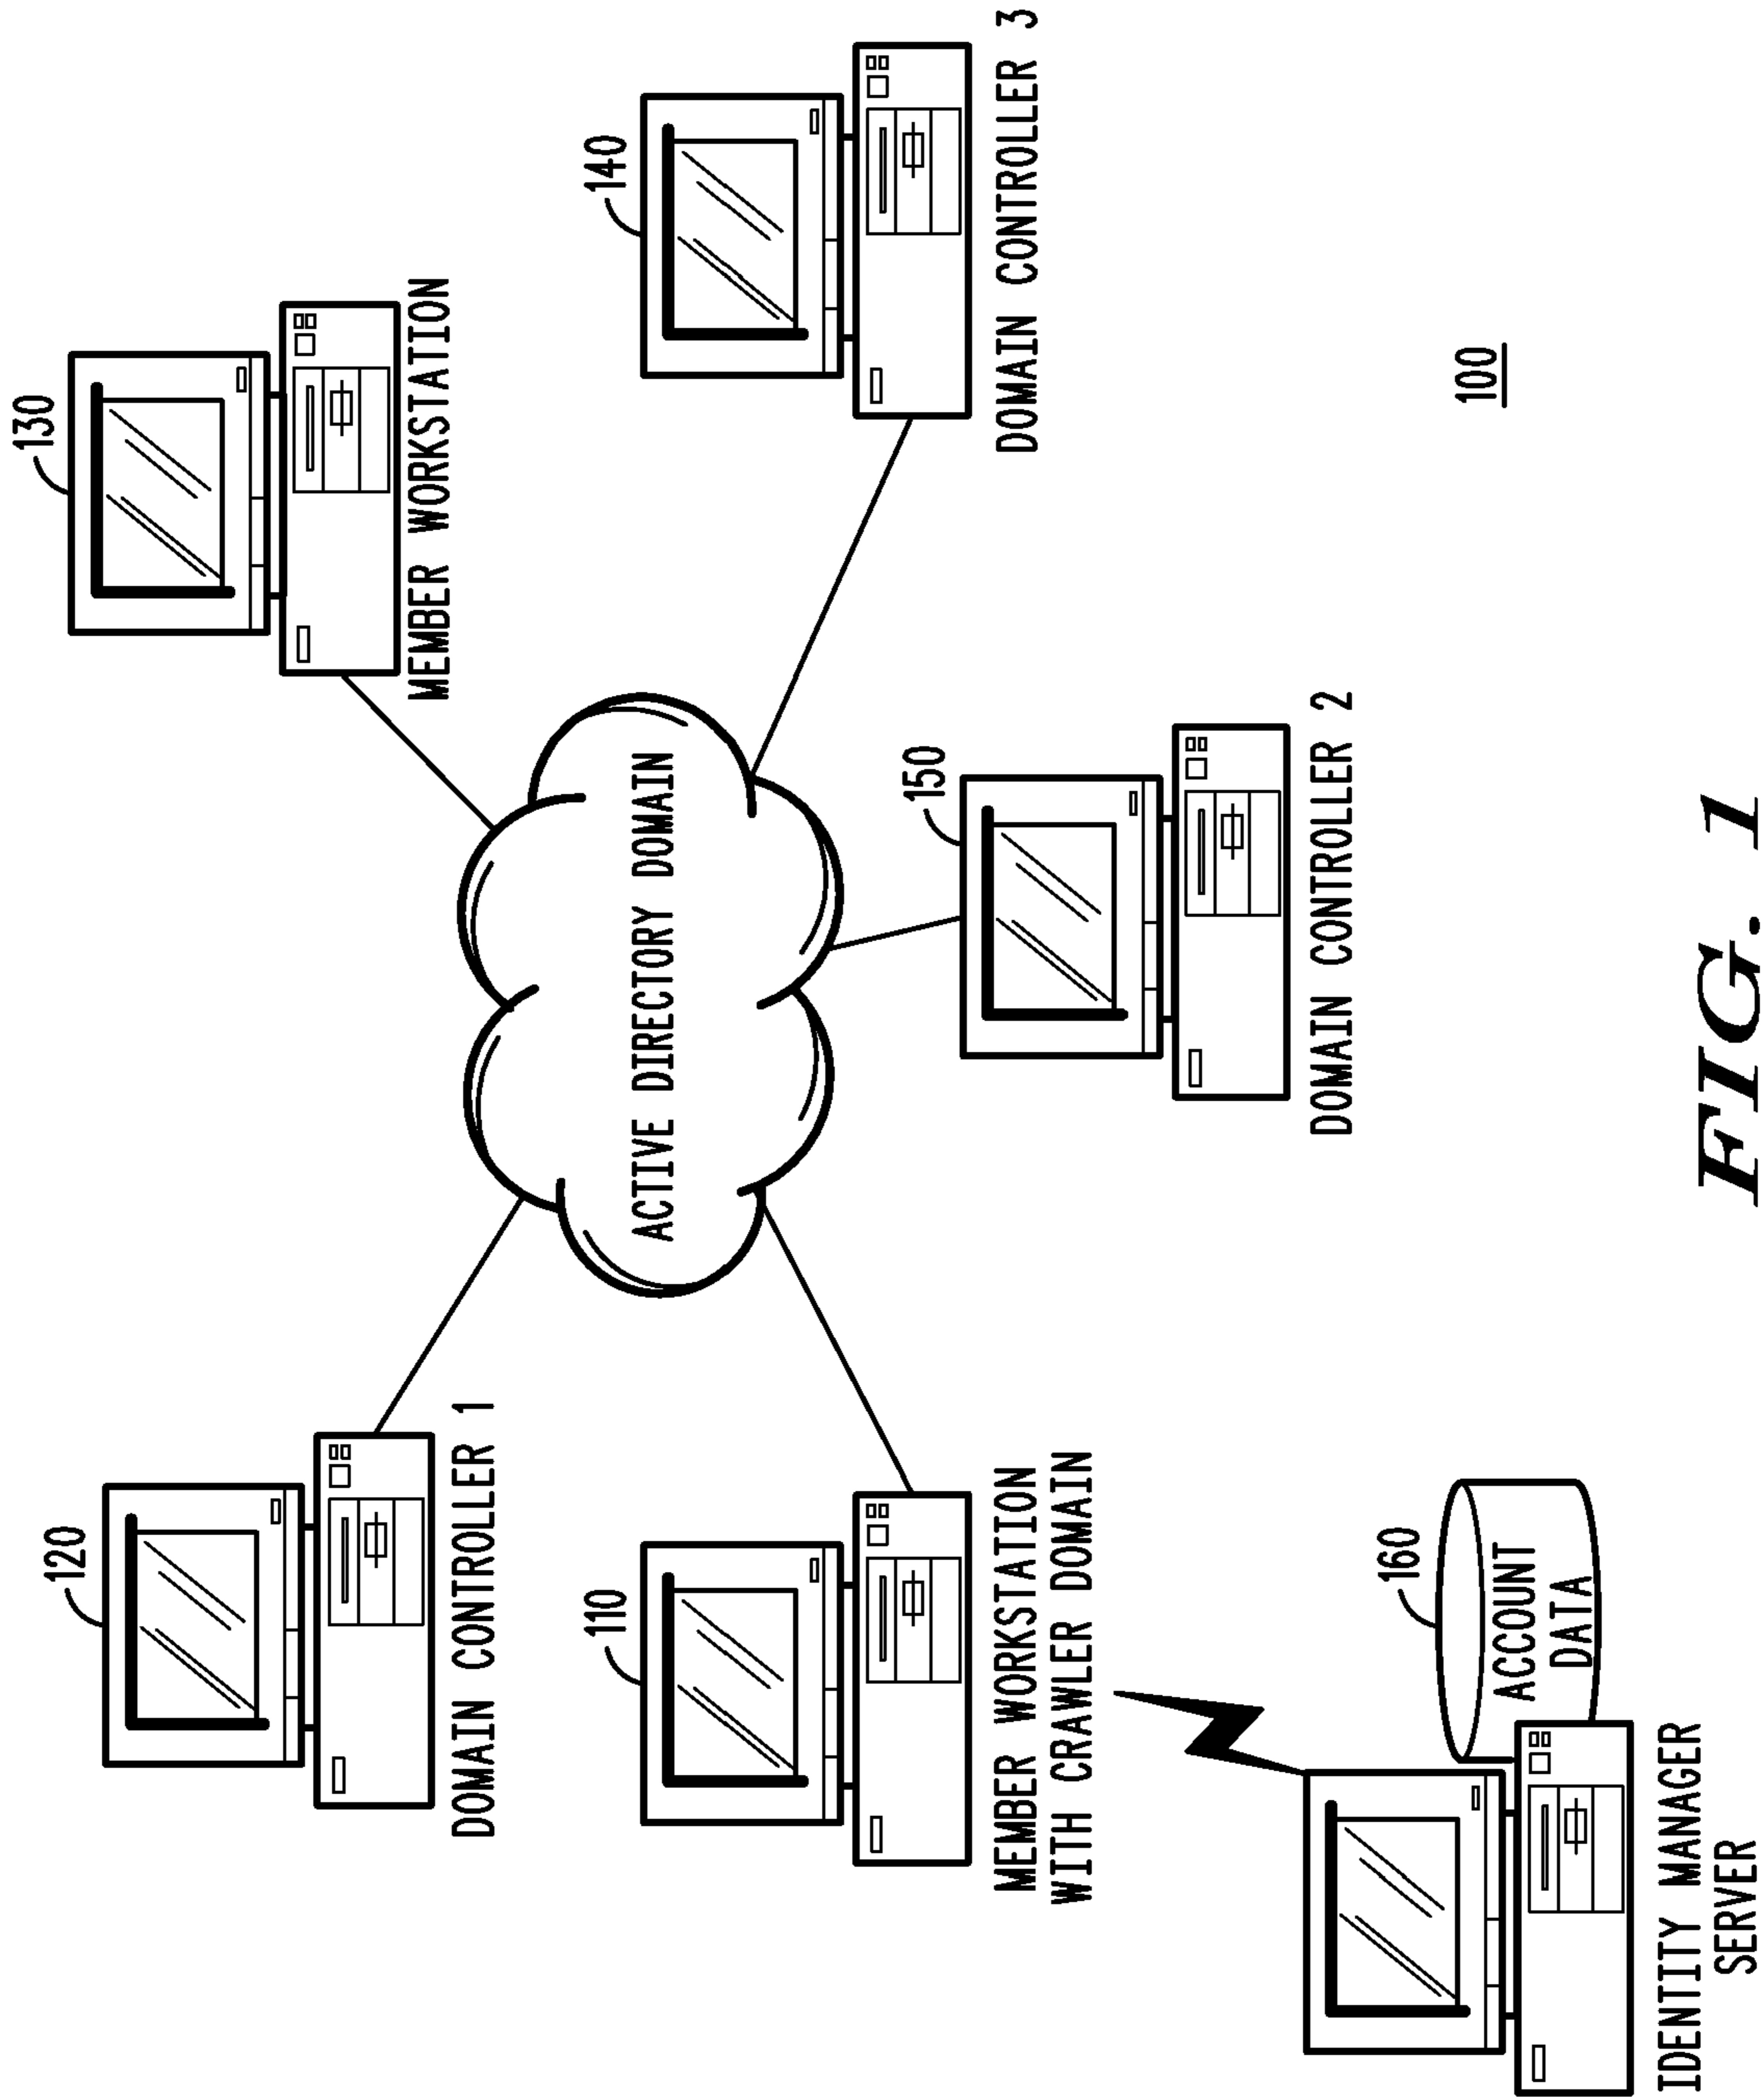 120
DOMAIN CONTROLLER 1
130
MEMBER WORKSTATION
ACTIVE DIRECTORY DOMAIN
110
MEMBER WORKSTATION
WITH CRAWLER DOMAIN
140
DOMAIN CONTROLLER 3
150
DOMAIN CONTROLLER 2
160
ACCOUNT
DATA
IDENTITY MANAGER
SERVER
100
FIG. 1